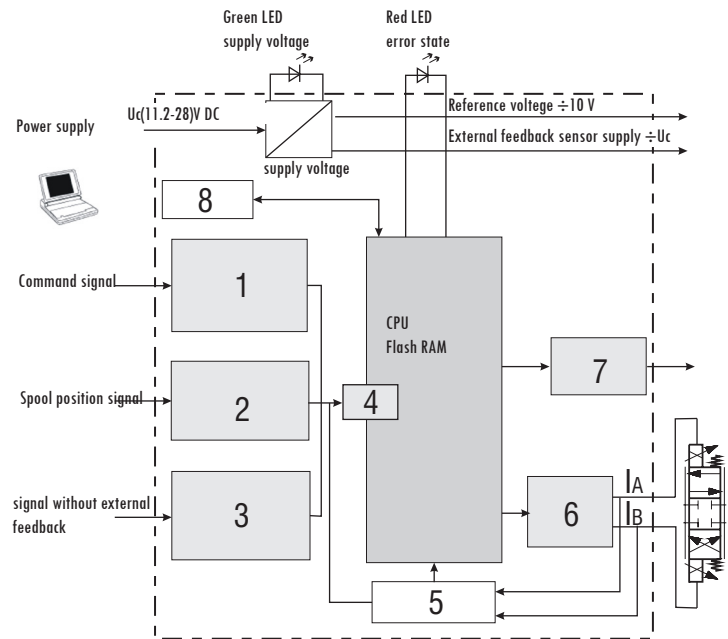 Green LED
supply voltage
Red LED
error state
Power supply
Uc(11.2-28)V DC
Reference voltege ÷10 V
External feedback sensor supply ÷Uc
supply voltage
8
Command signal
1
CPU
Flash RAM
7
Spool position signal
2
4
signal without external
feedback
3
6
IA
IB
5